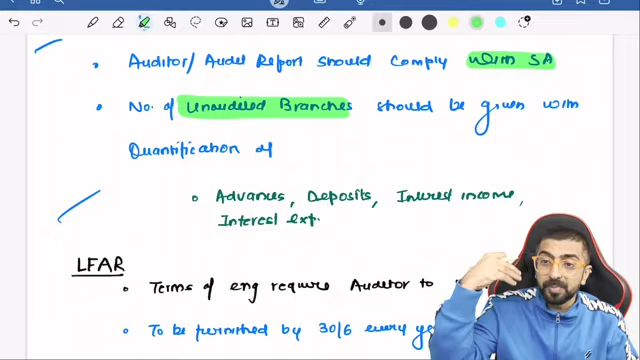 Auditor/Audit Report should Comply with SA
No. of Unaudited Branches should be given with
Quantification of
Advances, Deposits, Interest income,
Interest exp.
LFAR
Terms of eng require Auditor to
To be permitted by 30/6 every